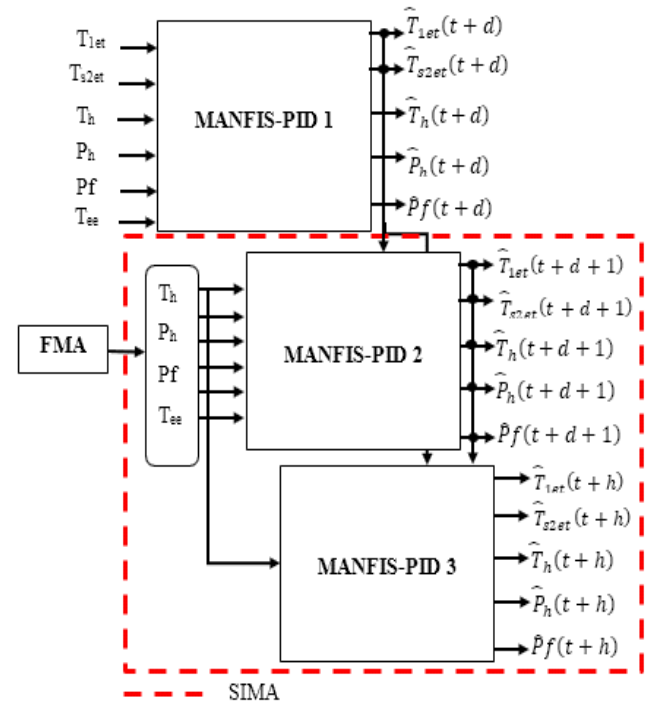 T₁ₑₜ
Tₛ₂ₑₜ
Tₕ
Pₕ
Pf
Tₑₑ
MANFIS-PID 1
T̂₁ₑₜ(t + d)
T̂ₛ₂ₑₜ(t + d)
T̂ₕ(t + d)
P̂ₕ(t + d)
P̂f(t + d)
FMA
Tₕ
Pₕ
Pf
Tₑₑ
MANFIS-PID 2
T̂₁ₑₜ(t + d + 1)
T̂ₛ₂ₑₜ(t + d + 1)
T̂ₕ(t + d + 1)
P̂ₕ(t + d + 1)
P̂f(t + d + 1)
MANFIS-PID 3
T̂₁ₑₜ(t + h)
T̂ₛ₂ₑₜ(t + h)
T̂ₕ(t + h)
P̂ₕ(t + h)
P̂f(t + h)
SIMA